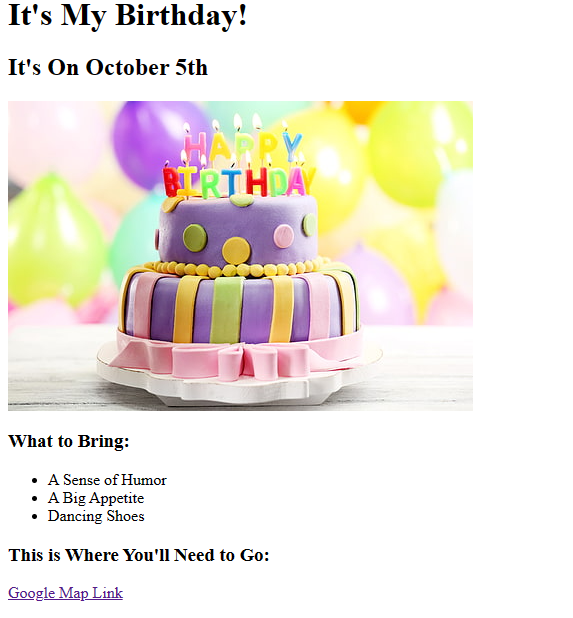 It's My Birthday!
It's On October 5th
HAPPY
BIRTHDAY
What to Bring:
A Sense of Humor
A Big Appetite
Dancing Shoes
This is Where You'll Need to Go:
Google Map Link